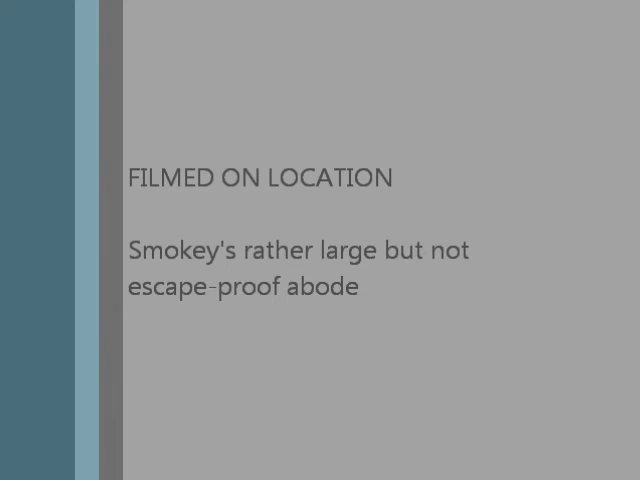 FILMED ON LOCATION
Smokey's rather large but not
escape-proof abode